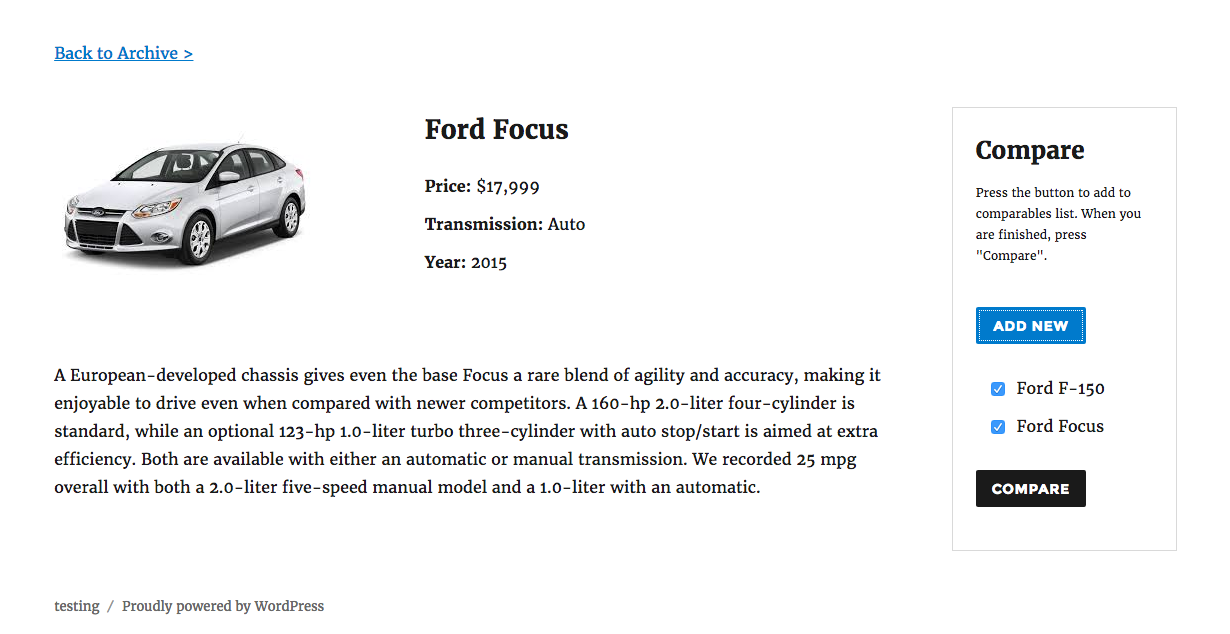 Back to Archive >
Ford Focus
Price: $17,999
Transmission: Auto
Year: 2015
A European-developed chassis gives even the base Focus a rare blend of agility and accuracy, making it
enjoyable to drive even when compared with newer competitors. A 160-hp 2.0-liter four-cylinder is
standard, while an optional 123-hp 1.0-liter turbo three-cylinder with auto stop/start is aimed at extra
efficiency. Both are available with either an automatic or manual transmission. We recorded 25 mpg
overall with both a 2.0-liter five-speed manual model and a 1.0-liter with an automatic.
Compare
Press the button to add to
comparables list. When you
are finished, press
"Compare".
ADD NEW
Ford F-150
Ford Focus
COMPARE
testing / Proudly powered by WordPress